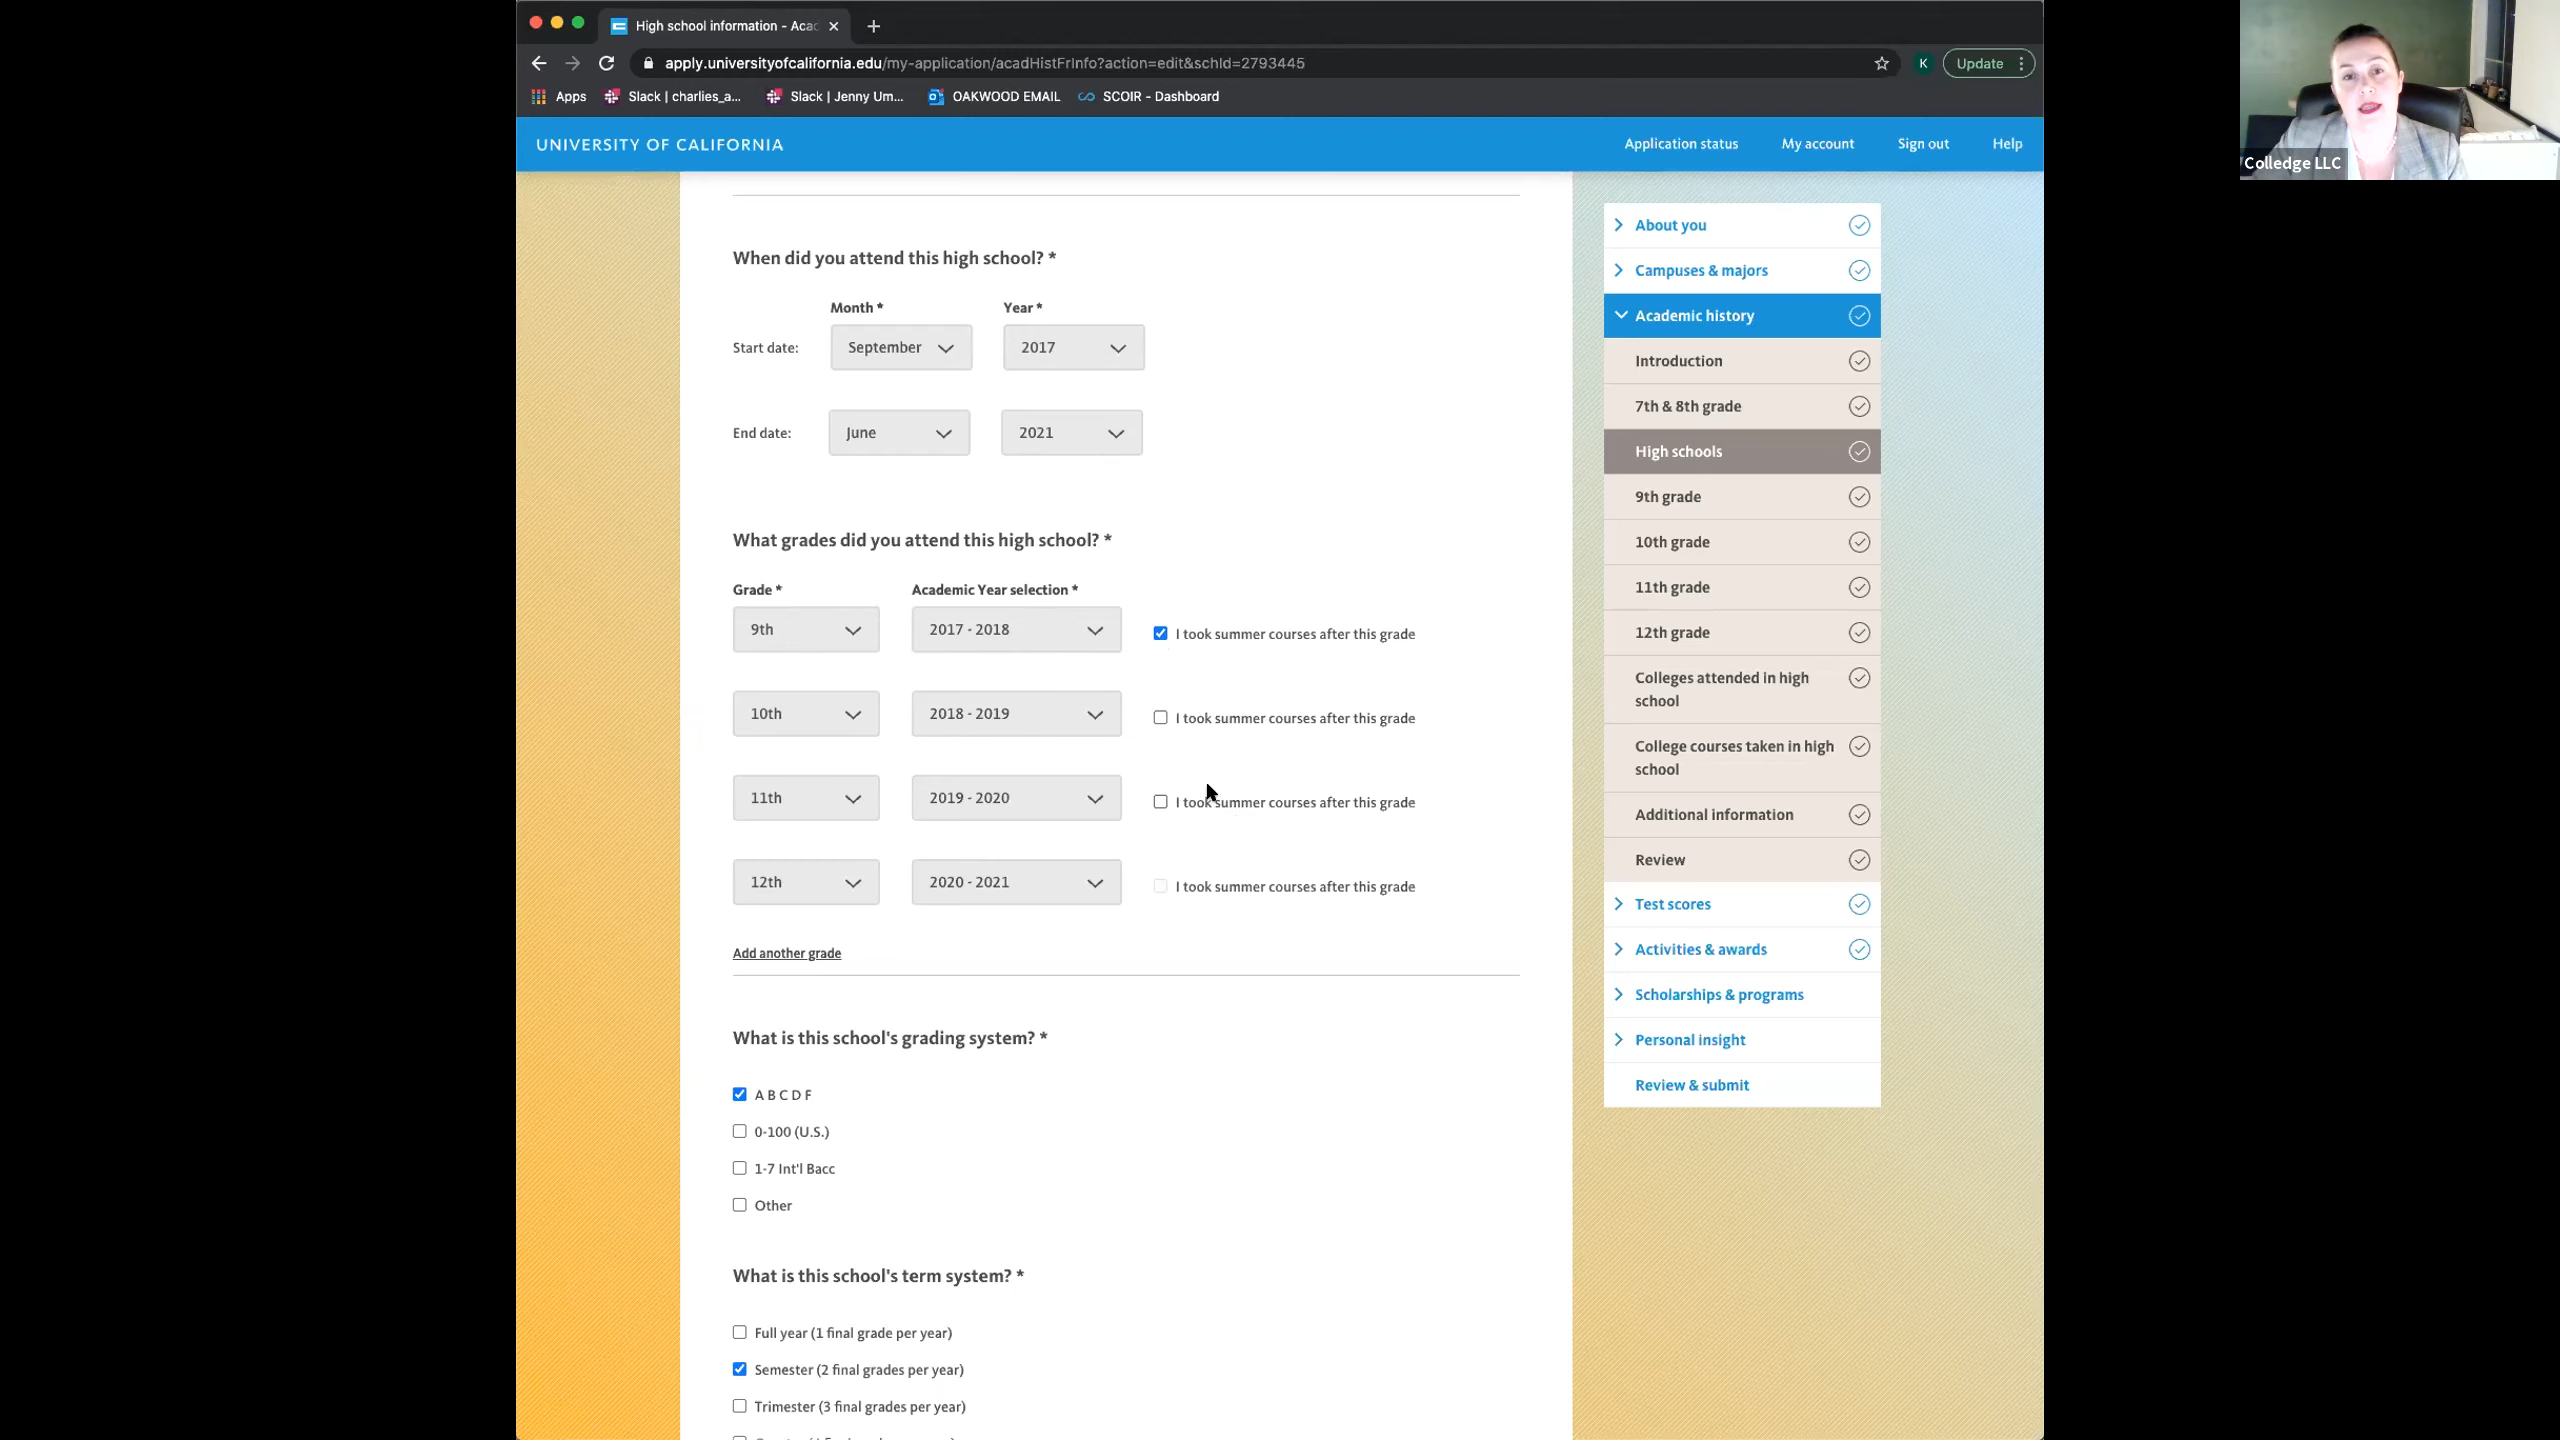 High school information - Aca
apply.universityofcalifornia.edu/my-application/acadHistFrInfo?action=edit&schId=2793445
K
Update
Apps
Slack | charlies_a...
Slack | Jenny Um...
OAKWOOD EMAIL
SCOIR - Dashboard
Colledge LLC
UNIVERSITY OF CALIFORNIA
Application status
My account
Sign out
Help
When did you attend this high school? *
Month *
Year *
Start date:
September
2017
End date:
June
2021
What grades did you attend this high school? *
Grade *
Academic Year selection *
9th
2017 - 2018
I took summer courses after this grade
10th
2018 - 2019
I took summer courses after this grade
11th
2019 - 2020
I took summer courses after this grade
12th
2020 - 2021
I took summer courses after this grade
Add another grade
What is this school's grading system? *
A B C D F
0-100 (U.S.)
1-7 Int'l Bacc
Other
What is this school's term system? *
Full year (1 final grade per year)
Semester (2 final grades per year)
Trimester (3 final grades per year)
About you
Campuses & majors
Academic history
Introduction
7th & 8th grade
High schools
9th grade
10th grade
11th grade
12th grade
Colleges attended in high
school
College courses taken in high
school
Additional information
Review
Test scores
Activities & awards
Scholarships & programs
Personal insight
Review & submit